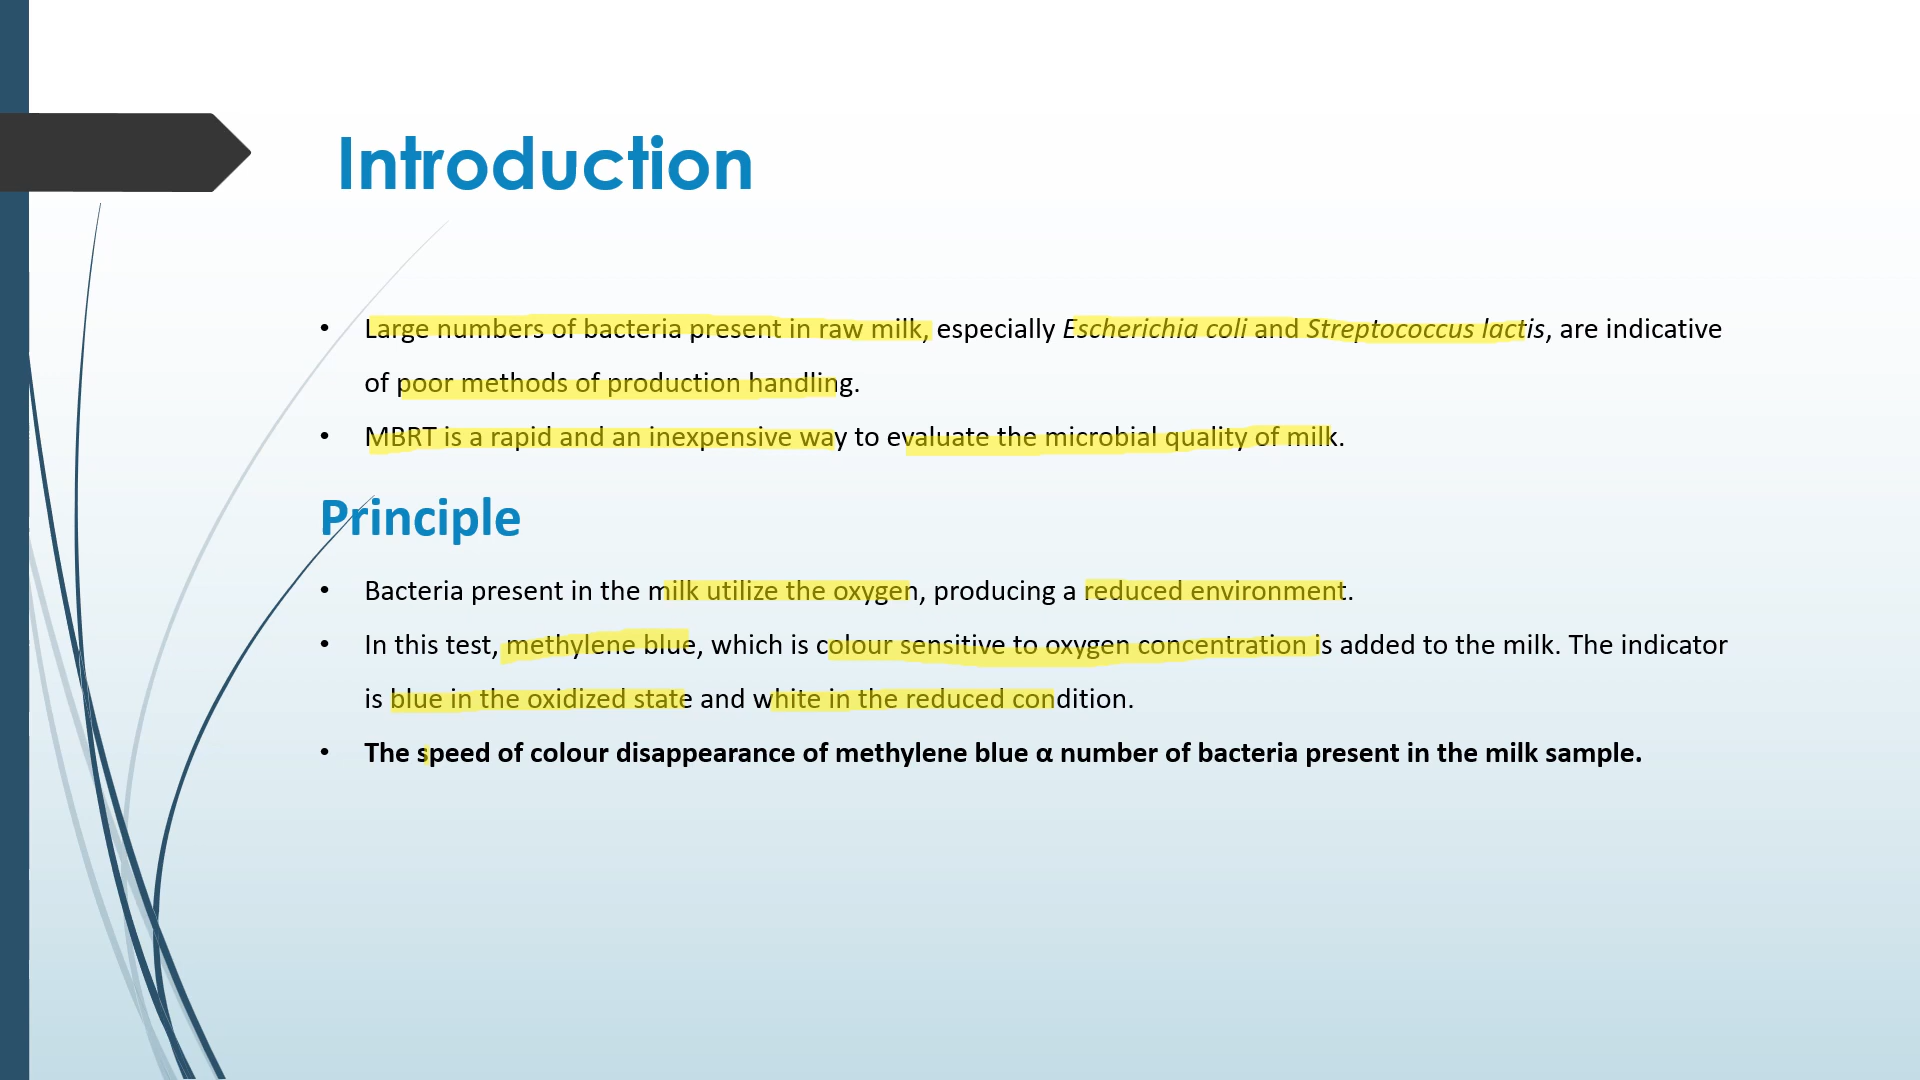 Introduction
• Large numbers of bacteria present in raw milk, especially Escherichia coli and Streptococcus lactis, are indicative
of poor methods of production handling.
• MBRT is a rapid and an inexpensive way to evaluate the microbial quality of milk.
Principle
• Bacteria present in the milk utilize the oxygen, producing a reduced environment.
• In this test, methylene blue, which is colour sensitive to oxygen concentration is added to the milk. The indicator
is blue in the oxidized state and white in the reduced condition.
• The speed of colour disappearance of methylene blue α number of bacteria present in the milk sample.